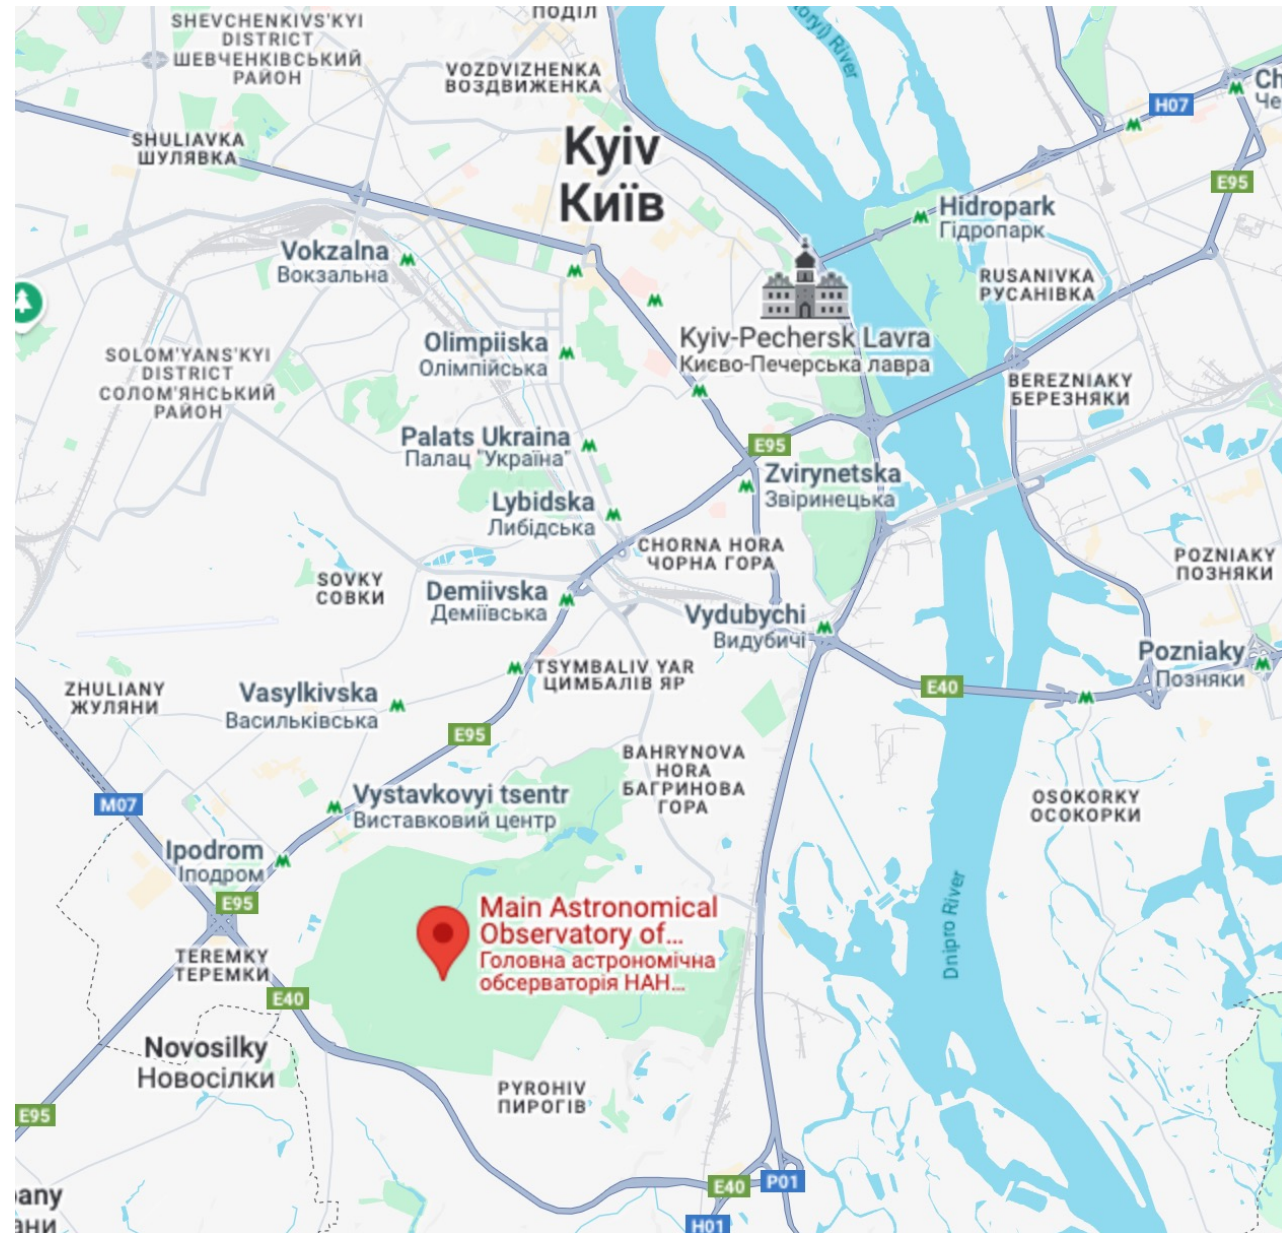 SHEVCHENKIVS'KYI
DISTRICT
ШЕВЧЕНКІВСЬКИЙ
РАЙОН
ПОДІЛ
VOZDVIZHENKA
ВОЗДВИЖЕНКА
River
H07
SHULIAVKA
ШУЛЯВКА
Kyiv
Київ
E95
Hidropark
Гідропарк
Vokzalna
Вокзальна
RUSANIVKA
РУСАНІВКА
Kyiv-Pechersk Lavra
Києво-Печерська лавра
Olimpiiska
Олімпійська
SOLOM'YANS'KYI
DISTRICT
СОЛОМ'ЯНСЬКИЙ
РАЙОН
BEREZNIAKY
БЕРЕЗНЯКИ
Palats Ukraina
Палац "Україна"
E95
Zvirynetska
Звіринецька
Lybidska
Либідська
CHORNA HORA
ЧОРНА ГОРА
POZNIAKY
ПОЗНЯКИ
SOVKY
СОВКИ
Demiivska
Деміївська
Vydubychi
Видубичі
Pozniaky
Позняки
TSYMBALIV YAR
ЦИМБАЛІВ ЯР
E40
ZHULIANY
ЖУЛЯНИ
Vasylkivska
Васильківська
E95
BAHRYNOVA
HORA
БАГРИНОВА
ГОРА
M07
Vystavkovyi tsentr
Виставковий центр
OSOKORKY
ОСОКОРКИ
Ipodrom
Іподром
E95
Main Astronomical
Observatory of...
Головна астрономічна
обсерваторія НАН...
Dnipro River
TEREMKY
ТЕРЕМКИ
E40
Novosilky
Новосілки
PYROHIV
ПИРОГІВ
E95
E40
P01
H01